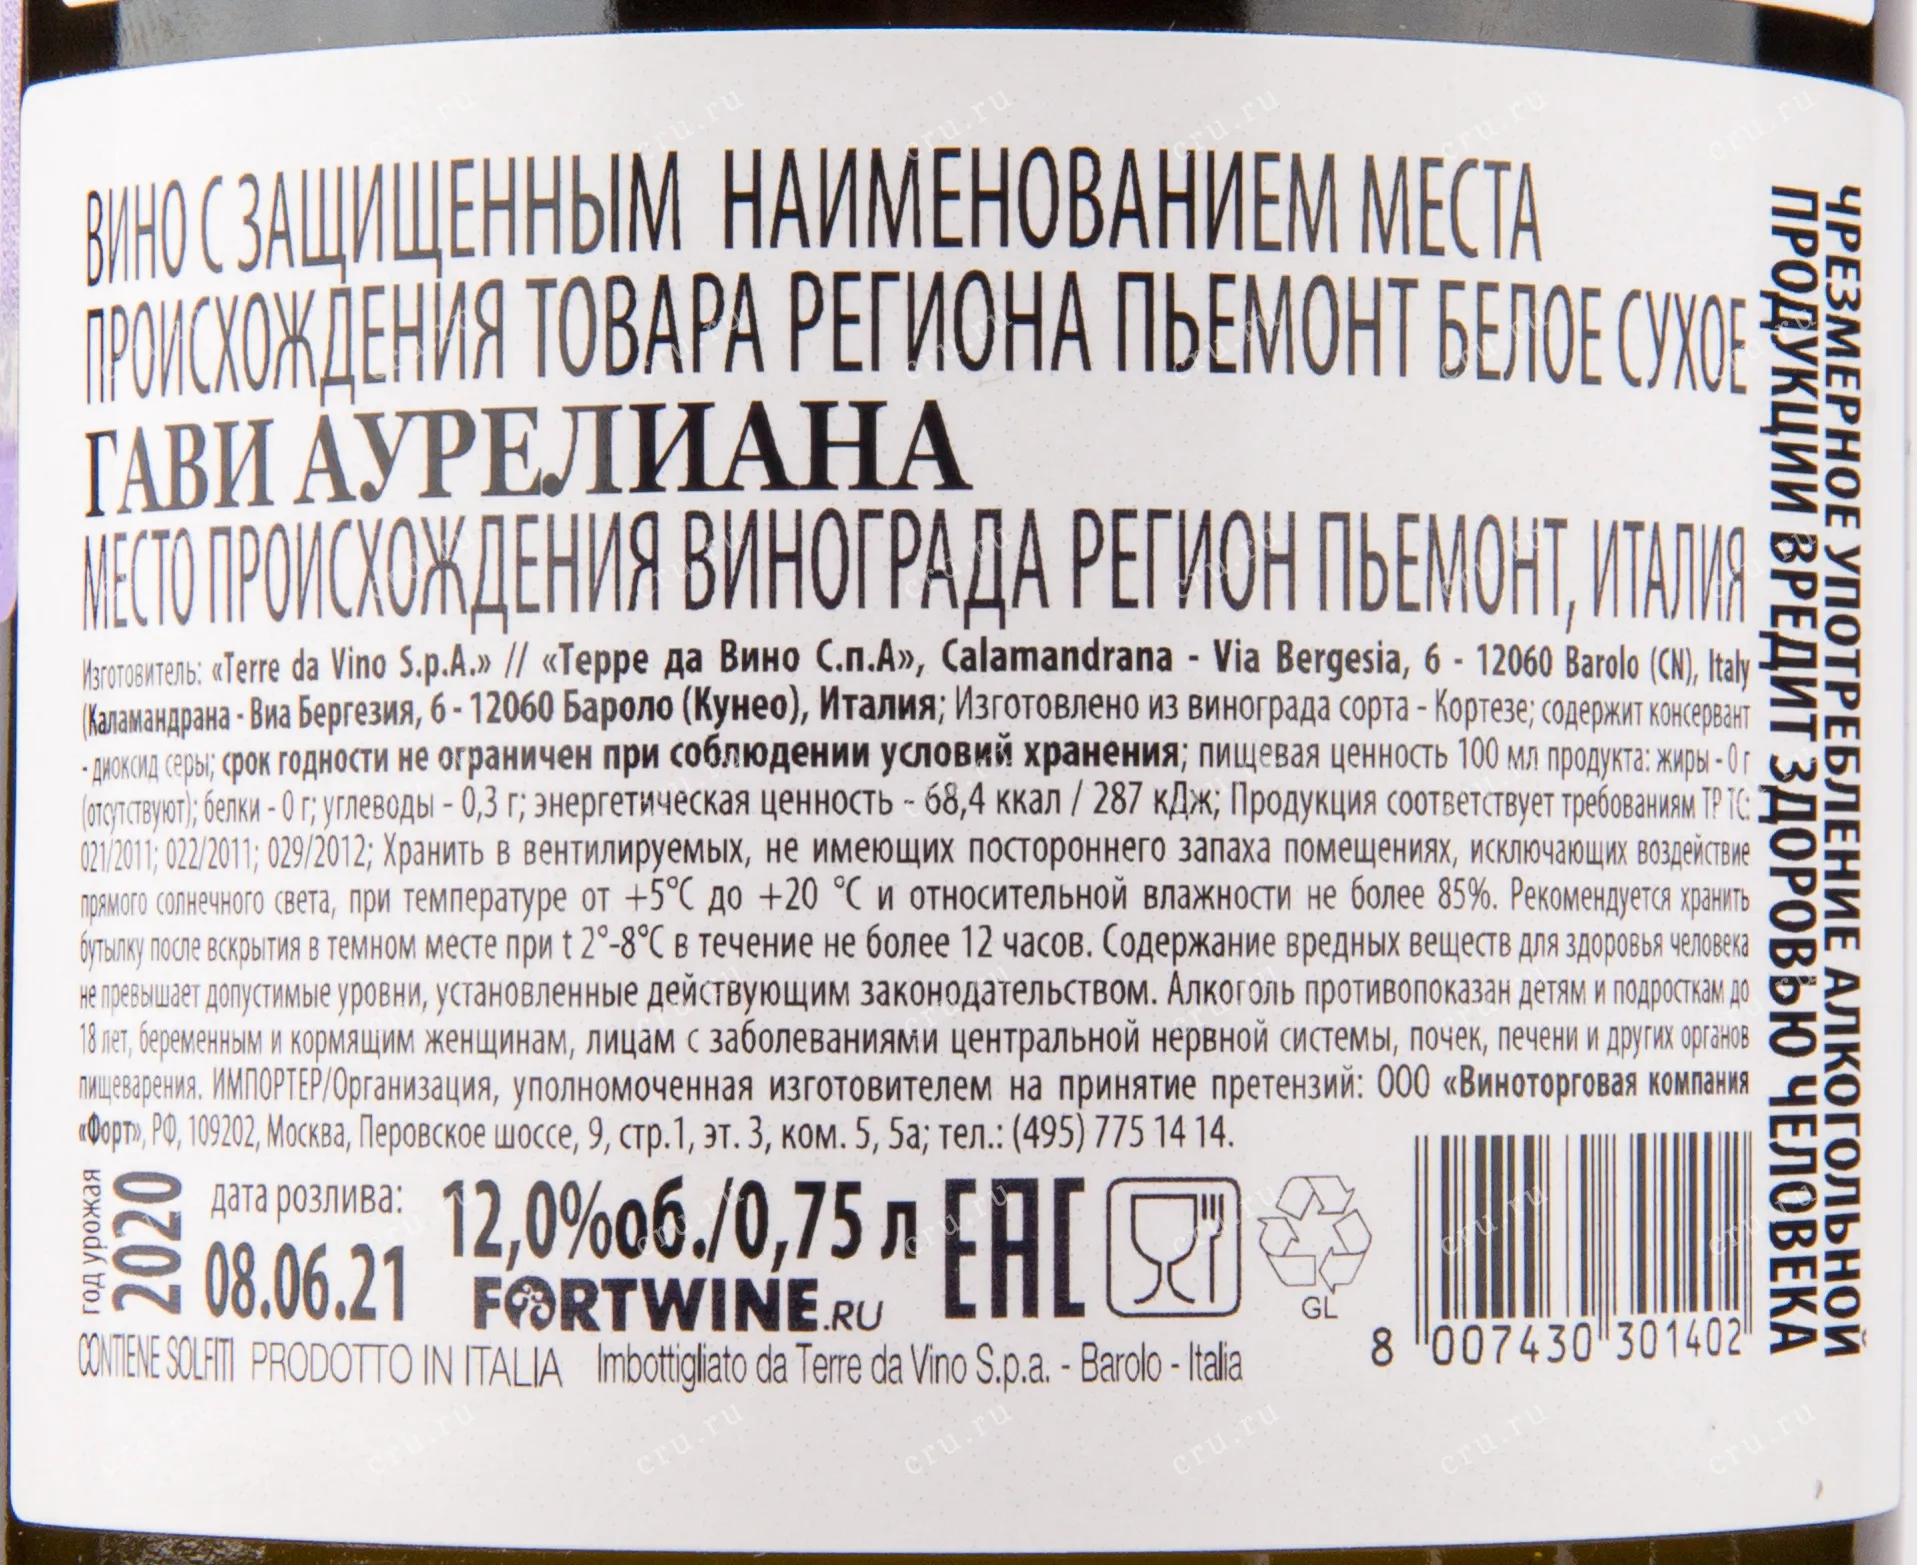 ВИНО С ЗАЩИЩЕННЫМ НАИМЕНОВАНИЕМ МЕСТА
ПРОИСХОЖДЕНИЯ ТОВАРА РЕГИОНА ПЬЕМОНТ БЕЛОЕ СУХОЕ
ГАВИ АУРЕЛИАНА
МЕСТО ПРОИСХОЖДЕНИЯ ВИНОГРАДА РЕГИОН ПЬЕМОНТ, ИТАЛИЯ
Изготовитель: «Terre da Vino S.p.A.» // «Терре да Вино С.п.А», Calamandrana - Via Bergesia, 6 - 12060 Barolo (CN), Italy
(Каламандрана - Виа Бергезия, 6 - 12060 Бароло (Кунео), Италия; Изготовлено из винограда сорта - Кортезе; содержит консервант
- диоксид серы; срок годности не ограничен при соблюдении условий хранения; пищевая ценность 100 мл продукта: жиры - 0 г
(отсутствуют); белки - 0 г; углеводы - 0,3 г; энергетическая ценность - 68,4 ккал / 287 кДж; Продукция соответствует требованиям ТР ТС:
021/2011; 022/2011; 029/2012; Хранить в вентилируемых, не имеющих постороннего запаха помещениях, исключающих воздействие
прямого солнечного света, при температуре от +5°С до +20 °С и относительной влажности не более 85%. Рекомендуется хранить
бутылку после вскрытия в темном месте при t 2°-8°С в течение не более 12 часов. Содержание вредных веществ для здоровья человека
не превышает допустимые уровни, установленные действующим законодательством. Алкоголь противопоказан детям и подросткам до
18 лет, беременным и кормящим женщинам, лицам с заболеваниями центральной нервной системы, почек, печени и других органов
пищеварения. ИМПОРТЕР/Организация, уполномоченная изготовителем на принятие претензий: ООО «Виноторговая компания
«Форт», РФ, 109202, Москва, Перовское шоссе, 9, стр.1, эт. 3, ком. 5, 5а; тел.: (495) 775 14 14.
год урожая
2020
дата розлива:
08.06.21
12,0%об./0,75 л
FORTWINE.RU
EAC
GL
8 007430 301402
CONTIENE SOLFITI PRODOTTO IN ITALIA Imbottigliato da Terre da Vino S.p.a. - Barolo - Italia
ЧРЕЗМЕРНОЕ УПОТРЕБЛЕНИЕ АЛКОГОЛЬНОЙ
ПРОДУКЦИИ ВРЕДИТ ЗДОРОВЬЮ ЧЕЛОВЕКА
cru.ru